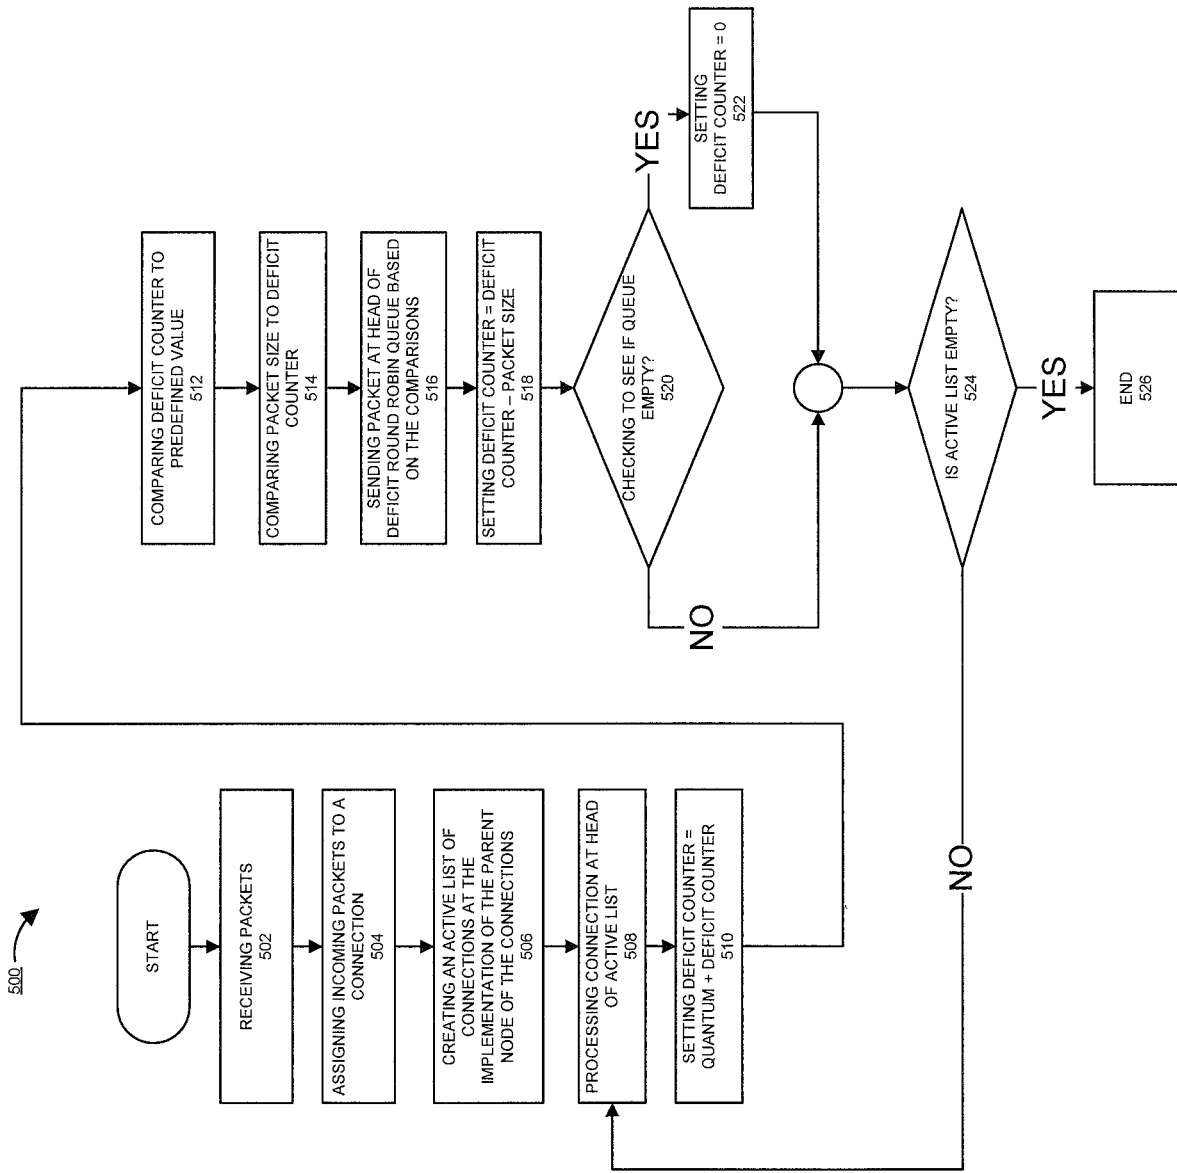 500
START
RECEIVING PACKETS
502
ASSIGNING INCOMING PACKETS TO A
CONNECTION
504
CREATING AN ACTIVE LIST OF
CONNECTIONS AT THE
IMPLEMENTATION OF THE PARENT
NODE OF THE CONNECTIONS
506
PROCESSING CONNECTION AT HEAD
OF ACTIVE LIST
508
SETTING DEFICIT COUNTER =
QUANTUM + DEFICIT COUNTER
510
COMPARING DEFICIT COUNTER TO
PREDEFINED VALUE
512
COMPARING PACKET SIZE TO DEFICIT
COUNTER
514
SENDING PACKET AT HEAD OF
DEFICIT ROUND ROBIN QUEUE BASED
ON THE COMPARISONS
516
SETTING DEFICIT COUNTER = DEFICIT
COUNTER – PACKET SIZE
518
CHECKING TO SEE IF QUEUE
EMPTY?
520
YES
SETTING
DEFICIT COUNTER = 0
522
NO
IS ACTIVE LIST EMPTY?
524
NO
YES
END
526